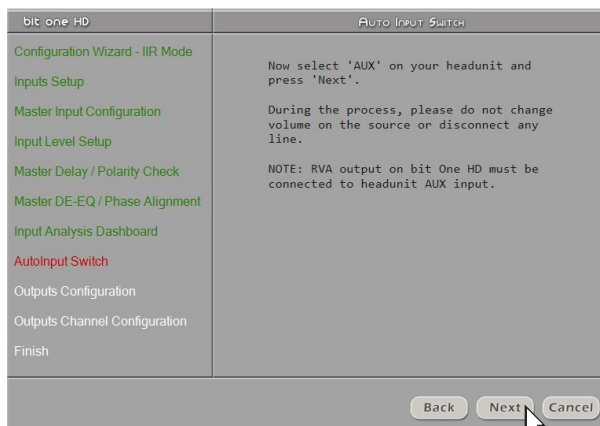 bit one HD
Auto Input Switch
Configuration Wizard - IIR Mode
Inputs Setup
Master Input Configuration
Input Level Setup
Master Delay / Polarity Check
Master DE-EQ / Phase Alignment
Input Analysis Dashboard
AutoInput Switch
Outputs Configuration
Outputs Channel Configuration
Finish
Now select 'AUX' on your headunit and
press 'Next'.
During the process, please do not change
volume on the source or disconnect any
line.
NOTE: RVA output on bit One HD must be
connected to headunit AUX input.
Back
Next
Cancel